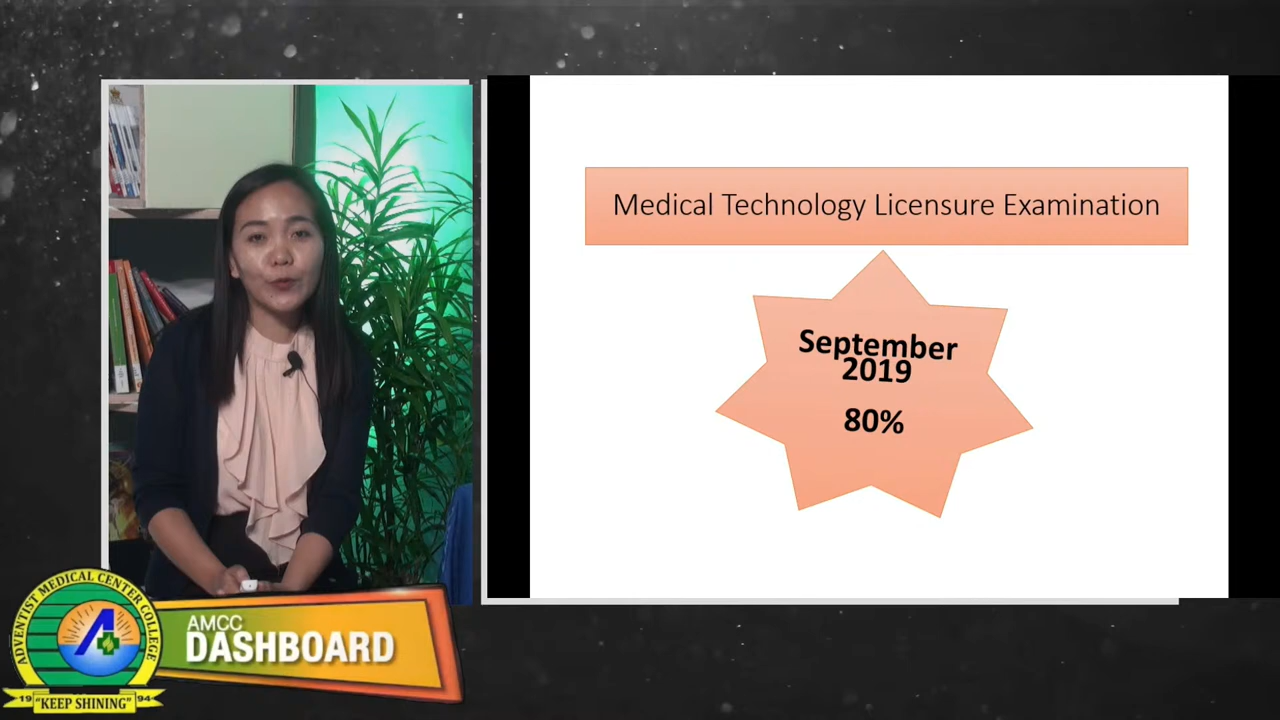 Medical Technology Licensure Examination
September
2019
80%
ADVENTIST MEDICAL CENTER COLLEGE
19 "KEEP SHINING" 94
AMCC
DASHBOARD